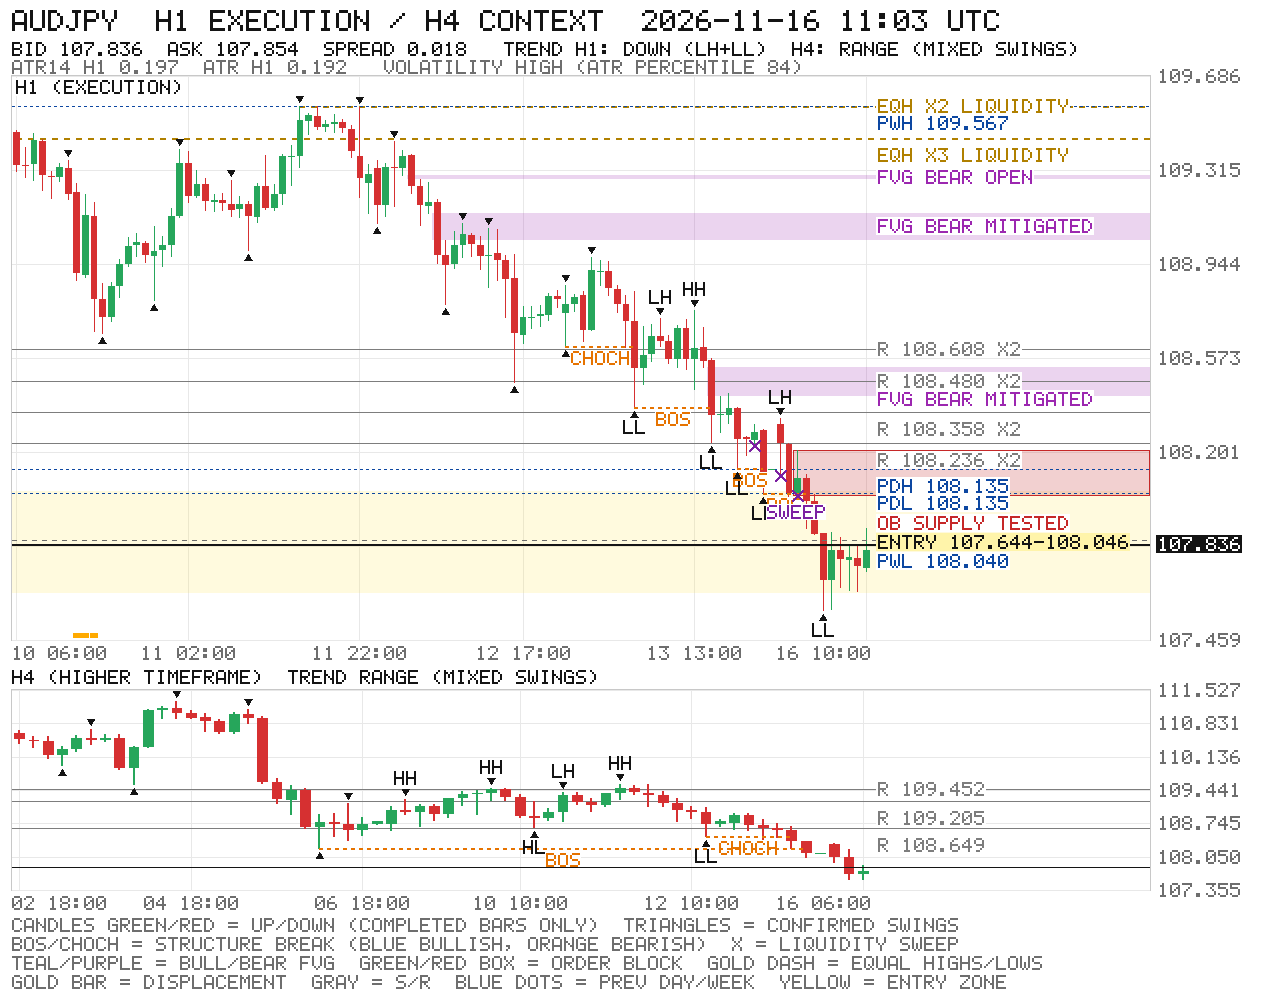 AUDJPY  H1 EXECUTION / H4 CONTEXT  2026-11-16 11:03 UTC
BID 107.836  ASK 107.854  SPREAD 0.018  TREND H1: DOWN (LH+LL)  H4: RANGE (MIXED SWINGS)
ATR14 H1 0.197  ATR H1 0.192  VOLATILITY HIGH (ATR PERCENTILE 84)
H1 (EXECUTION)
109.686
EQH X2 LIQUIDITY
PWH 109.567
EQH X3 LIQUIDITY
109.315
FVG BEAR OPEN
FVG BEAR MITIGATED
108.944
LH HH
R 108.608 X2
CHOCH
108.573
R 108.480 X2
FVG BEAR MITIGATED
LH
BOS
LL
R 108.358 X2
108.201
R 108.236 X2
LL
BOS
LL
PDH 108.135
PDL 108.135
SWEEP
OB SUPPLY TESTED
ENTRY 107.644-108.046
107.836
PWL 108.040
LL
107.459
10 06:00 11 02:00 11 22:00 12 17:00 13 13:00 16 10:00
H4 (HIGHER TIMEFRAME)  TREND RANGE (MIXED SWINGS)
111.527
110.831
110.136
HH HH LH HH
R 109.452
109.441
R 109.205
108.745
HL
BOS
LL
CHOCH
R 108.649
108.050
107.355
02 18:00 04 18:00 06 18:00 10 10:00 12 10:00 16 06:00
CANDLES GREEN/RED = UP/DOWN (COMPLETED BARS ONLY)  TRIANGLES = CONFIRMED SWINGS
BOS/CHOCH = STRUCTURE BREAK (BLUE BULLISH, ORANGE BEARISH)  X = LIQUIDITY SWEEP
TEAL/PURPLE = BULL/BEAR FVG  GREEN/RED BOX = ORDER BLOCK  GOLD DASH = EQUAL HIGHS/LOWS
GOLD BAR = DISPLACEMENT  GRAY = S/R  BLUE DOTS = PREV DAY/WEEK  YELLOW = ENTRY ZONE